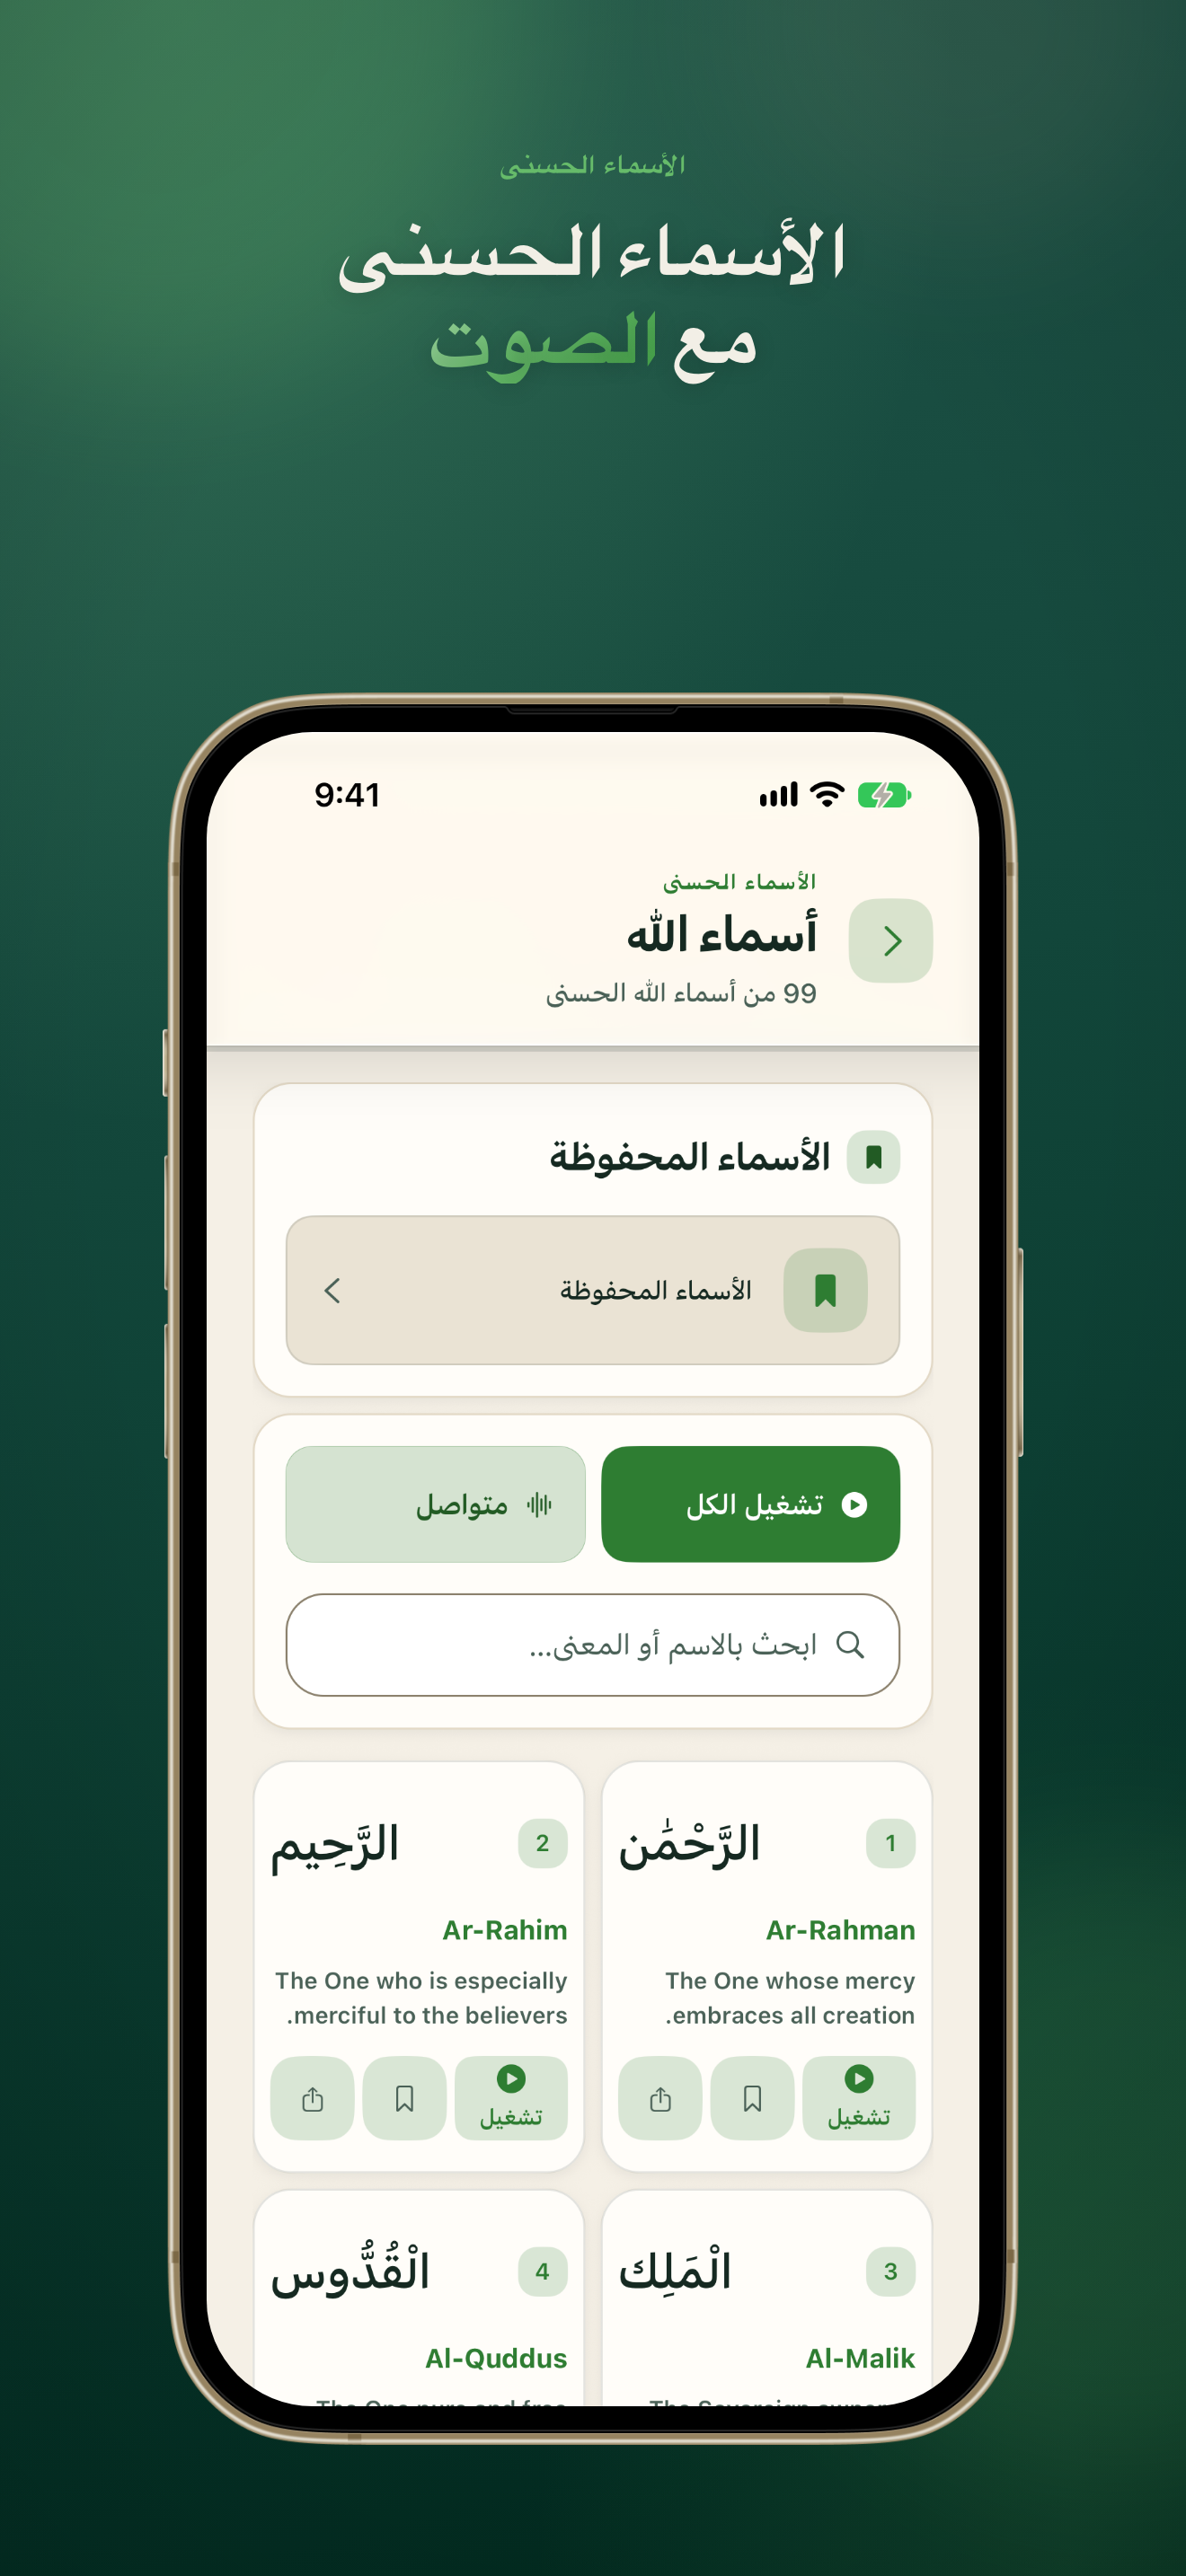 الأسماء الحسنى
الأسماء الحسنى
مع الصوت
9:41
الأسماء الحسنى
أسماء الله
99 من أسماء الله الحسنى
الأسماء المحفوظة
الأسماء المحفوظة
تشغيل الكل
متواصل
ابحث بالاسم أو المعنى...
1
الرَّحْمَٰن
Ar-Rahman
The One whose mercy
embraces all creation.
تشغيل
2
الرَّحِيم
Ar-Rahim
The One who is especially
merciful to the believers.
تشغيل
3
الْمَلِك
Al-Malik
4
الْقُدُّوس
Al-Quddus